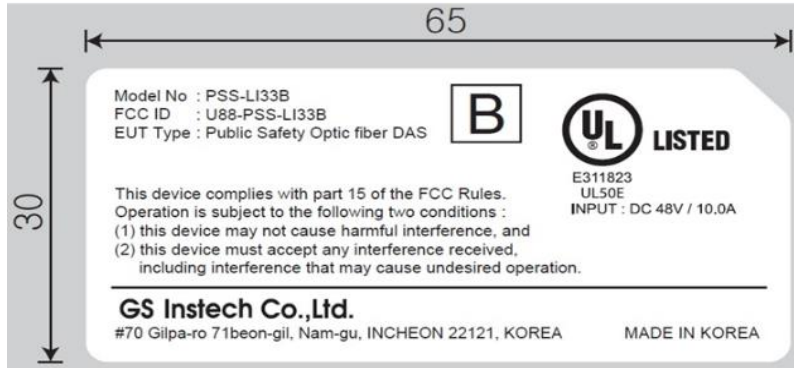 65
30
Model No : PSS-LI33B
FCC ID : U88-PSS-LI33B
EUT Type : Public Safety Optic fiber DAS
B
UL
®
LISTED
E311823
UL50E
INPUT : DC 48V / 10.0A
This device complies with part 15 of the FCC Rules.
Operation is subject to the following two conditions :
(1) this device may not cause harmful interference, and
(2) this device must accept any interference received,
including interference that may cause undesired operation.
GS Instech Co.,Ltd.
#70 Gilpa-ro 71beon-gil, Nam-gu, INCHEON 22121, KOREA
MADE IN KOREA